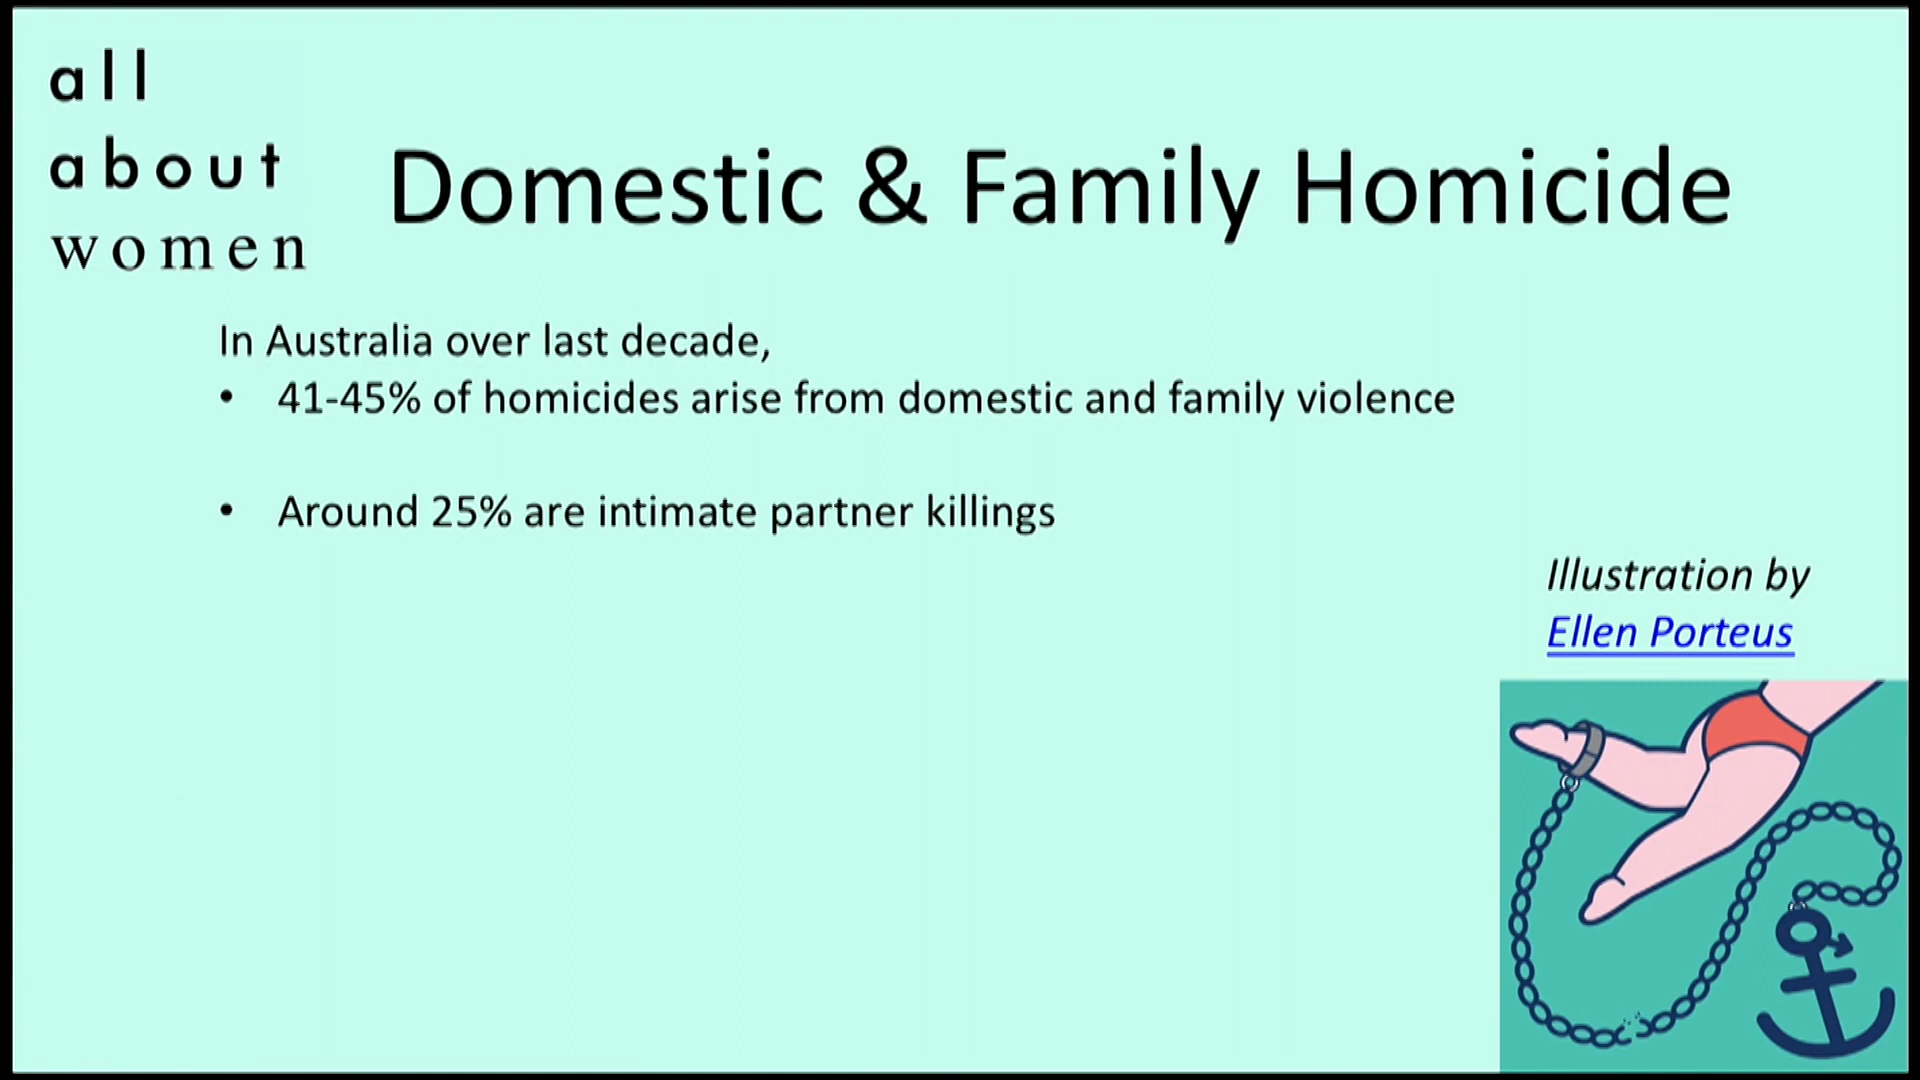 all
about
women
Domestic & Family Homicide
In Australia over last decade,
• 41-45% of homicides arise from domestic and family violence
• Around 25% are intimate partner killings
Illustration by
Ellen Porteus